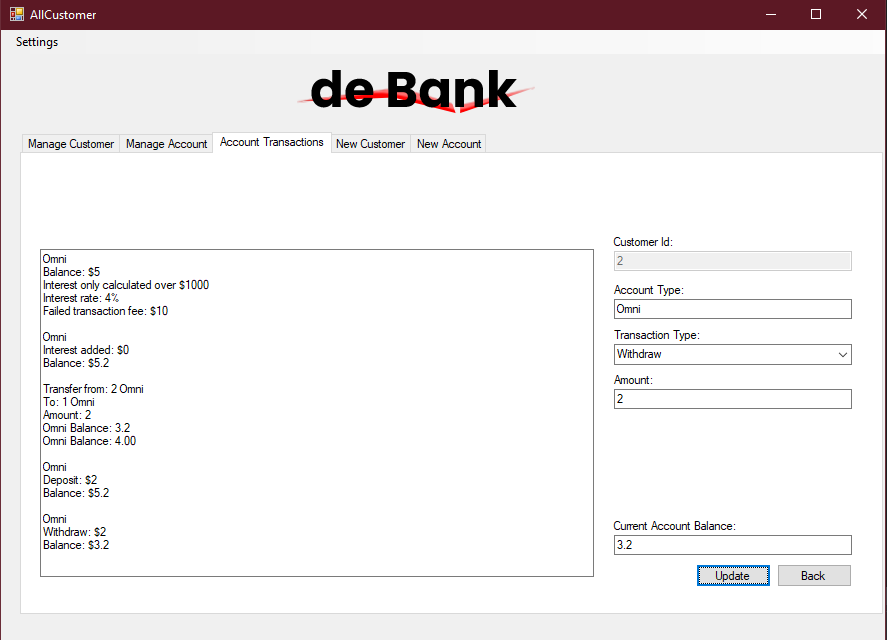 AllCustomer
Settings
de Bank
Manage Customer
Manage Account
Account Transactions
New Customer
New Account
Omni
Balance: $5
Interest only calculated over $1000
Interest rate: 4%
Failed transaction fee: $10
Omni
Interest added: $0
Balance: $5.2
Transfer from: 2 Omni
To: 1 Omni
Amount: 2
Omni Balance: 3.2
Omni Balance: 4.00
Omni
Deposit: $2
Balance: $5.2
Omni
Withdraw: $2
Balance: $3.2
Customer Id:
2
Account Type:
Omni
Transaction Type:
Withdraw
Amount:
2
Current Account Balance:
3.2
Update
Back